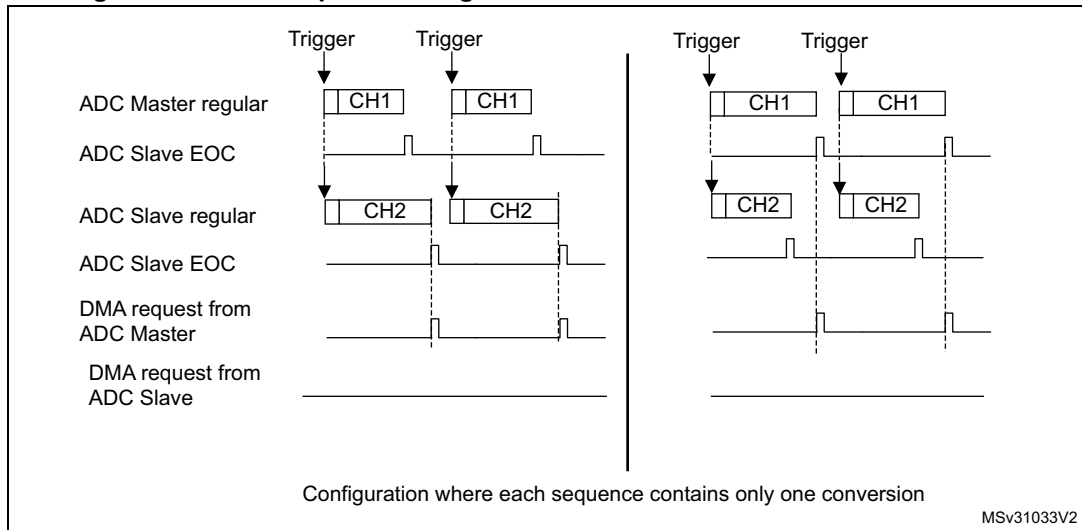 Trigger Trigger Trigger Trigger
ADC Master regular CH1 CH1 CH1 CH1
ADC Slave EOC
ADC Slave regular CH2 CH2 CH2 CH2
ADC Slave EOC
DMA request from
ADC Master
DMA request from
ADC Slave
Configuration where each sequence contains only one conversion
MSv31033V2